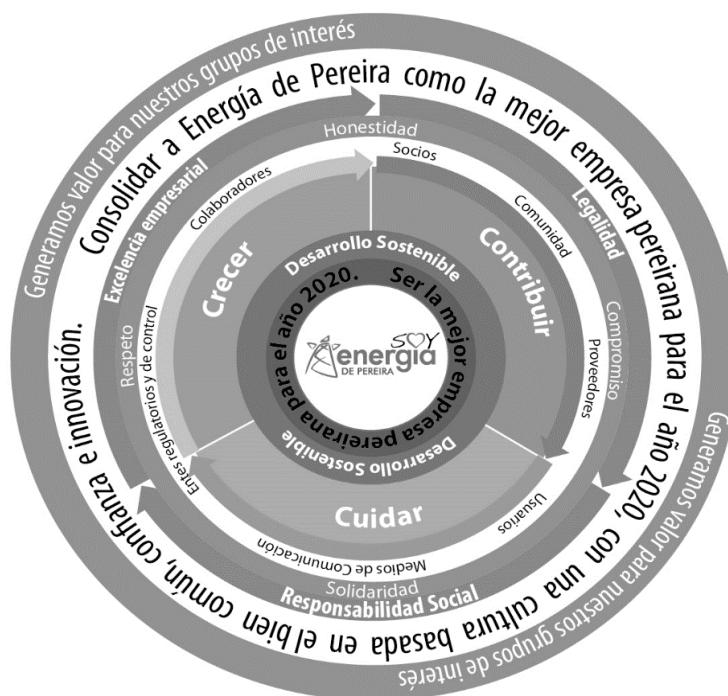 Generamos valor para nuestros grupos de interés
Generamos valor para nuestros grupos de interés
Consolidar a Energía de Pereira como la mejor empresa pereirana para el año 2020, con una cultura basada en el bien común, confianza e innovación.
Excelencia empresarial
Legalidad
Responsabilidad Social
Honestidad
Compromiso
Solidaridad
Respeto
Socios
Comunidad
Proveedores
Usuarios
Medios de Comunicación
Entes regulatorios y de control
Colaboradores
Crecer
Contribuir
Cuidar
Desarrollo Sostenible
Desarrollo Sostenible
Ser la mejor empresa pereirana para el año 2020.
SOY
energía
DE PEREIRA